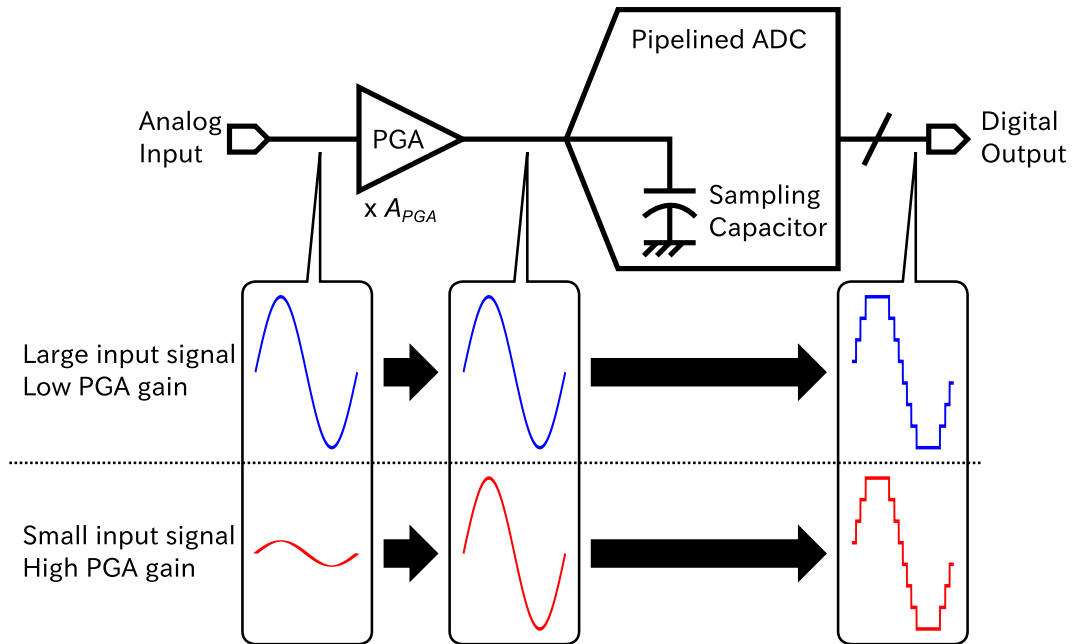 Pipelined ADC
Analog
Input
PGA
x A_PGA
Sampling
Capacitor
Digital
Output
Large input signal
Low PGA gain
Small input signal
High PGA gain